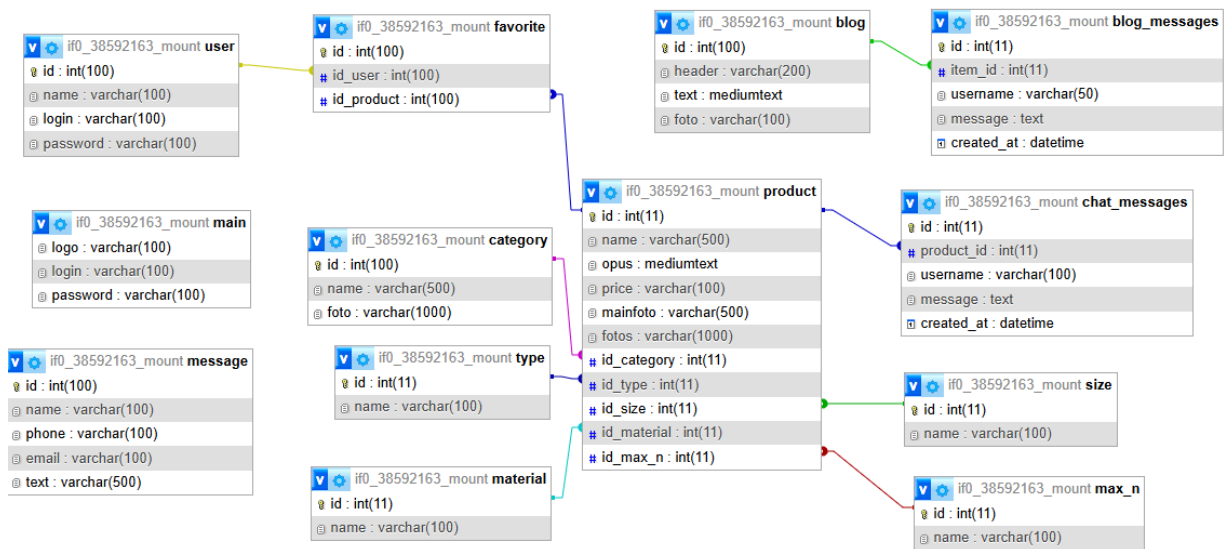 if0_38592163_mount user
id : int(100)
name : varchar(100)
login : varchar(100)
password : varchar(100)
if0_38592163_mount favorite
id : int(100)
id_user : int(100)
id_product : int(100)
if0_38592163_mount blog
id : int(100)
header : varchar(200)
text : mediumtext
foto : varchar(100)
if0_38592163_mount blog_messages
id : int(11)
item_id : int(11)
username : varchar(50)
message : text
created_at : datetime
if0_38592163_mount main
logo : varchar(100)
login : varchar(100)
password : varchar(100)
if0_38592163_mount category
id : int(100)
name : varchar(500)
foto : varchar(1000)
if0_38592163_mount product
id : int(11)
name : varchar(500)
opus : mediumtext
price : varchar(100)
mainfoto : varchar(500)
fotos : varchar(1000)
id_category : int(11)
id_type : int(11)
id_size : int(11)
id_material : int(11)
id_max_n : int(11)
if0_38592163_mount chat_messages
id : int(11)
product_id : int(11)
username : varchar(100)
message : text
created_at : datetime
if0_38592163_mount message
id : int(100)
name : varchar(100)
phone : varchar(100)
email : varchar(100)
text : varchar(500)
if0_38592163_mount type
id : int(11)
name : varchar(100)
if0_38592163_mount size
id : int(11)
name : varchar(100)
if0_38592163_mount material
id : int(11)
name : varchar(100)
if0_38592163_mount max_n
id : int(11)
name : varchar(100)